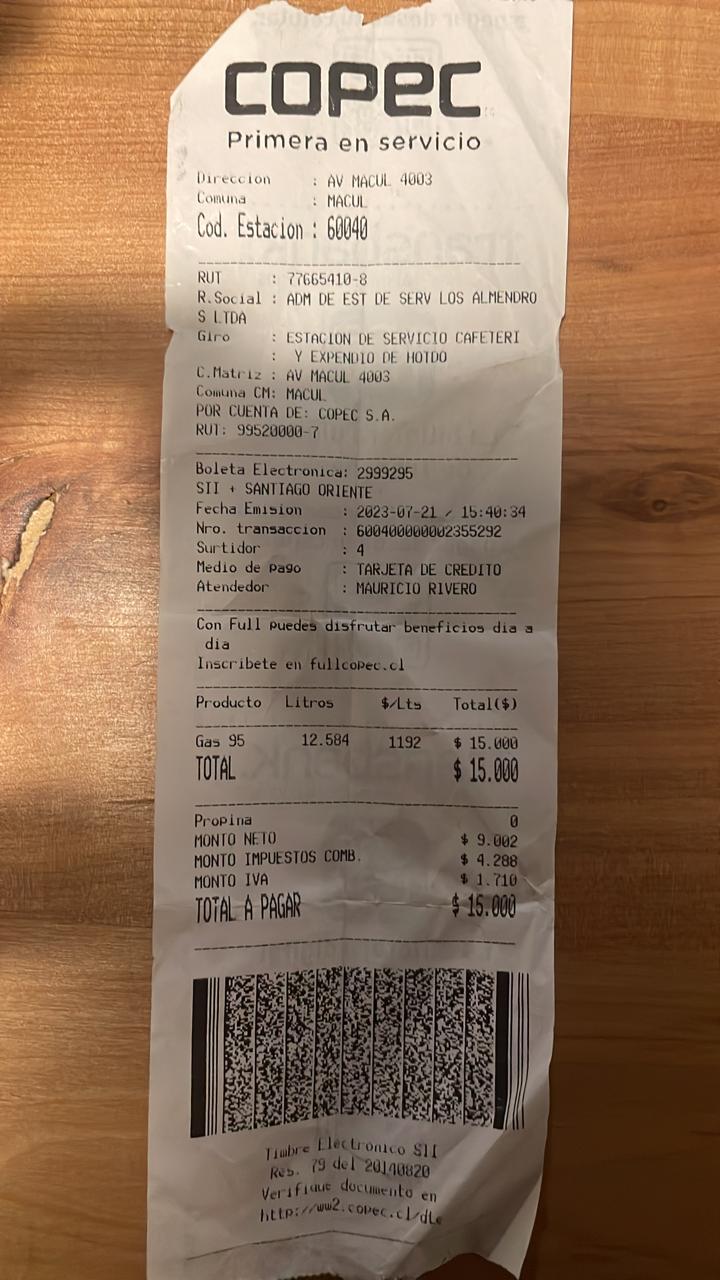 COPEC
Primera en servicio
Direccion : AV MACUL 4003
Comuna : MACUL
Cod. Estacion : 60040
RUT : 77665410-8
R.Social : ADM DE EST DE SERV LOS ALMENDRO
S LTDA
Giro : ESTACION DE SERVICIO CAFETERI
: Y EXPENDIO DE HOTDO
C.Matriz : AV MACUL 4003
Comuna CM: MACUL
POR CUENTA DE: COPEC S.A.
RUT: 99520000-7
Boleta Electronica: 2999295
SII + SANTIAGO ORIENTE
Fecha Emision : 2023-07-21 / 15:40:34
Nro. transaccion : 600400000002355292
Surtidor : 4
Medio de pago : TARJETA DE CREDITO
Atendedor : MAURICIO RIVERO
Con Full puedes disfrutar beneficios dia a
dia
Inscribete en fullcopec.cl
Producto Litros $/Lts Total($)
Gas 95 12.584 1192 $ 15.000
TOTAL $ 15.000
Propina 0
MONTO NETO $ 9.002
MONTO IMPUESTOS COMB. $ 4.288
MONTO IVA $ 1.710
TOTAL A PAGAR $ 15.000
Timbre Electronico SII
Res. 79 del 20140820
Verifique documento en
http://ww2.copec.cl/dte